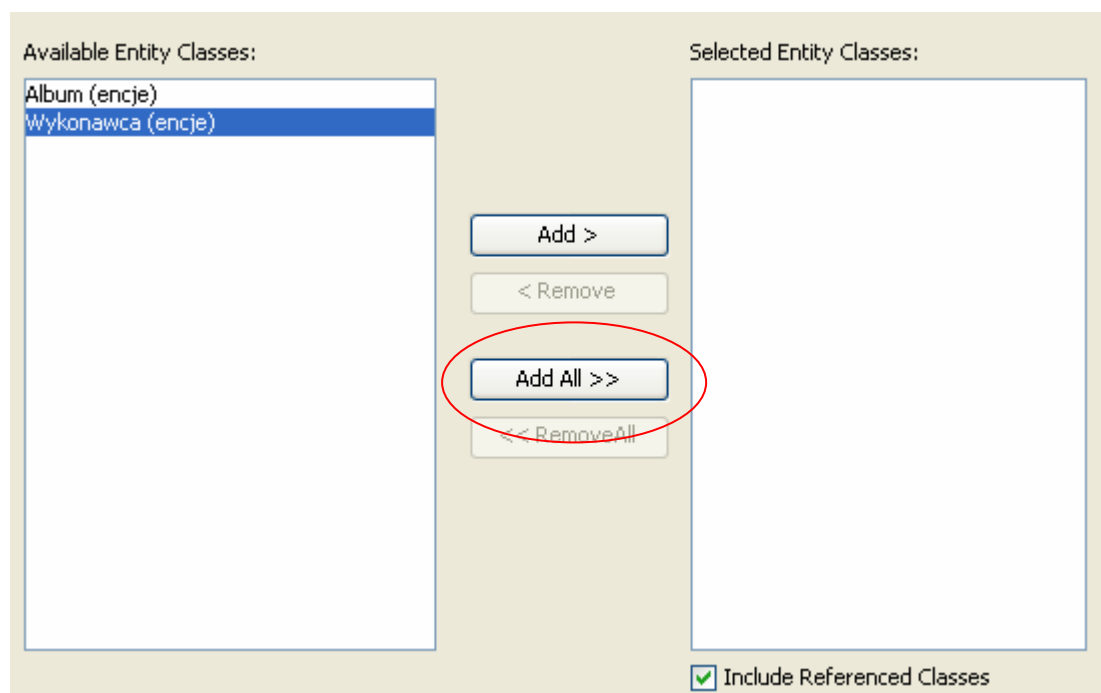 Available Entity Classes:
Selected Entity Classes:
Album (encje)
Wykonawca (encje)
Add >
< Remove
Add All >>
<< RemoveAll
Include Referenced Classes